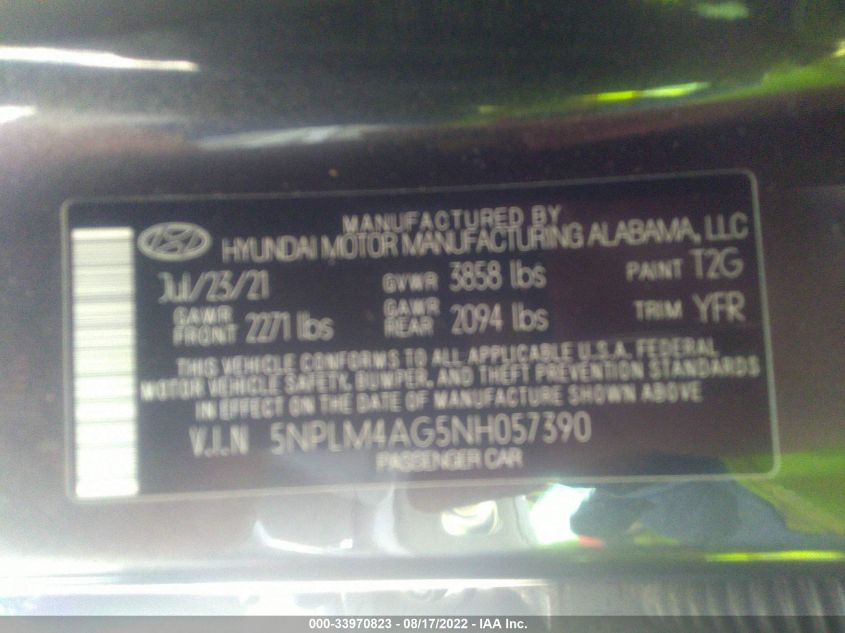 MANUFACTURED BY
HYUNDAI MOTOR MANUFACTURING ALABAMA, LLC
Jul/23/21 GVWR 3858 lbs PAINT T2G
GAWR FRONT 2271 lbs GAWR REAR 2094 lbs TRIM YFR
THIS VEHICLE CONFORMS TO ALL APPLICABLE U.S.A. FEDERAL
MOTOR VEHICLE SAFETY, BUMPER, AND THEFT PREVENTION STANDARDS
IN EFFECT ON THE DATE OF MANUFACTURE SHOWN ABOVE
V.I.N 5NPLM4AG5NH057390
PASSENGER CAR
000-33970823 - 08/17/2022 - IAA Inc.